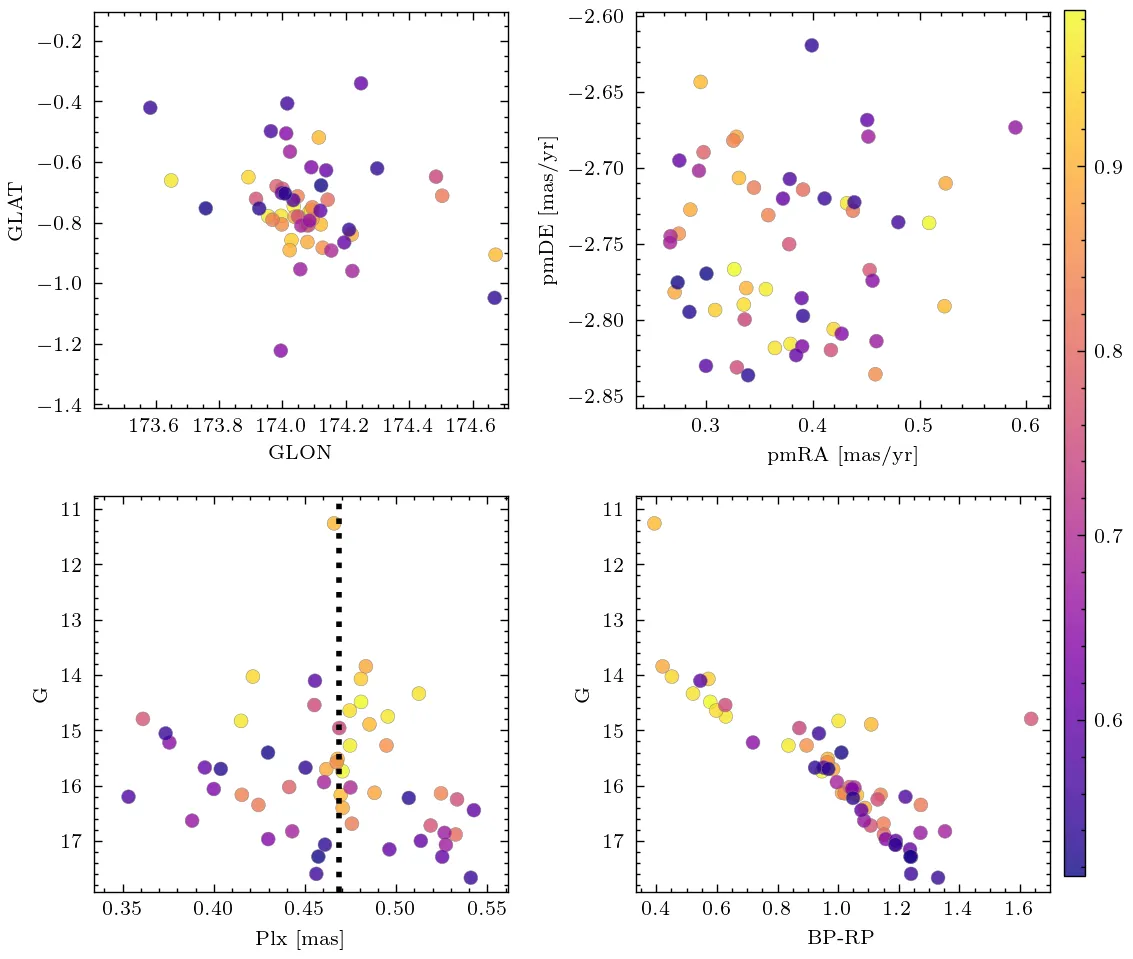 −0.2
−0.4
−0.6
−0.8
−1.0
−1.2
−1.4
GLAT
173.6 173.8 174.0 174.2 174.4 174.6
GLON
−2.60
−2.65
−2.70
−2.75
−2.80
−2.85
pmDE [mas/yr]
0.3 0.4 0.5 0.6
pmRA [mas/yr]
0.9
0.8
0.7
0.6
11
12
13
14
15
16
17
G
0.35 0.40 0.45 0.50 0.55
Plx [mas]
11
12
13
14
15
16
17
G
0.4 0.6 0.8 1.0 1.2 1.4 1.6
BP-RP